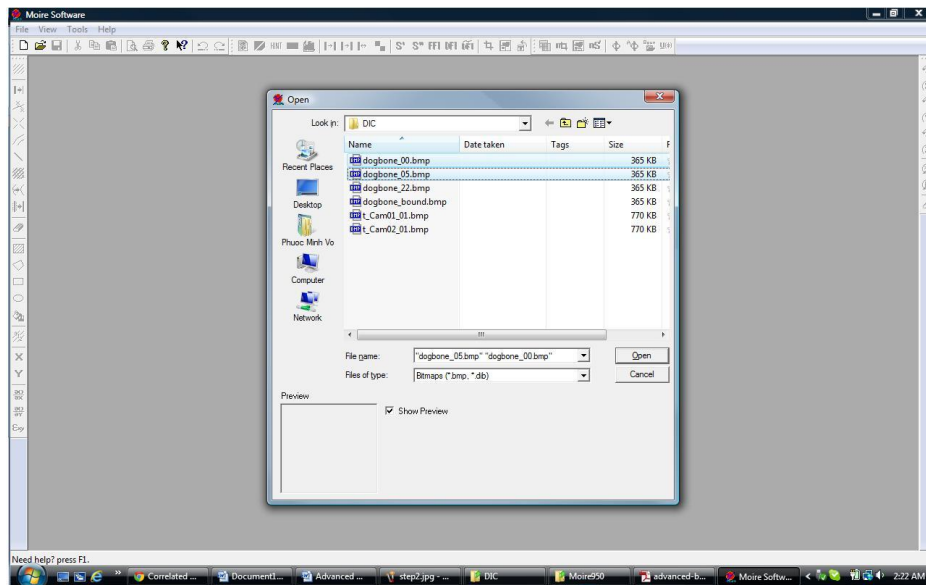 Moire Software
File View Tools Help
Open
Look in: DIC
Name Date taken Tags Size
dogbone_00.bmp 365 KB
dogbone_05.bmp 365 KB
dogbone_22.bmp 365 KB
dogbone_bound.bmp 365 KB
t_Cam01_01.bmp 770 KB
t_Cam02_01.bmp 770 KB
Recent Places
Desktop
Phuoc Minh Vo
Computer
Network
File name: "dogbone_05.bmp" "dogbone_00.bmp" Open
Files of type: Bitmaps (*.bmp, *.dib) Cancel
Preview
Show Preview
Need help? press F1.
Correlated ... Document1... Advanced ... step2.jpg - ... DIC Moire950 advanced-b... Moire Softw... 2:22 AM